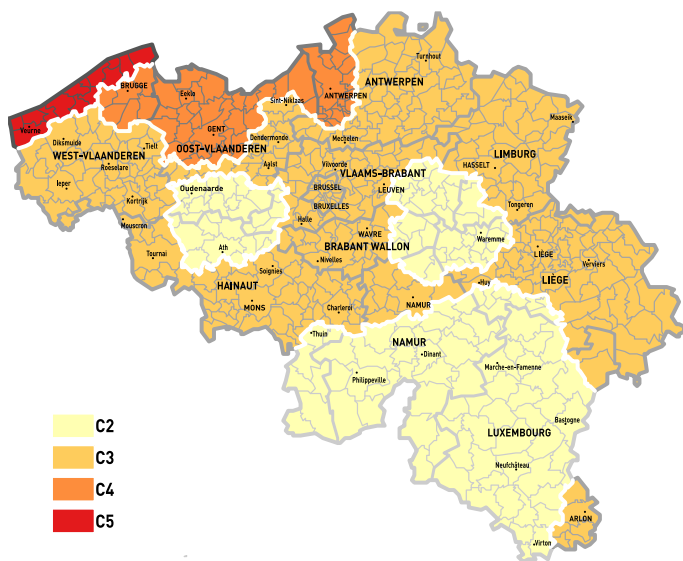 Turnhout
ANTWERPEN
BRUGGE
Eeklo
ANTWERPEN
Sint-Niklaas
Maaseik
Veurne
GENT
Diksmuide
Tielt
OOST-VLAANDEREN
Dendermonde
Mechelen
WEST-VLAANDEREN
LIMBURG
Roeselare
Aalst
Vilvoorde
HASSELT
VLAAMS-BRABANT
Ieper
Oudenaarde
BRUSSEL
LEUVEN
Kortrijk
BRUXELLES
Tongeren
Mouscron
Halle
WAVRE
Waremme
Ath
BRABANT WALLON
LIÈGE
Tournai
Nivelles
Verviers
Soignies
LIÈGE
HAINAUT
Huy
MONS
NAMUR
Charleroi
Thuin
NAMUR
Dinant
Marche-en-Famenne
Philippeville
C2
Bastogne
LUXEMBOURG
C3
Neufchâteau
C4
C5
ARLON
Virton